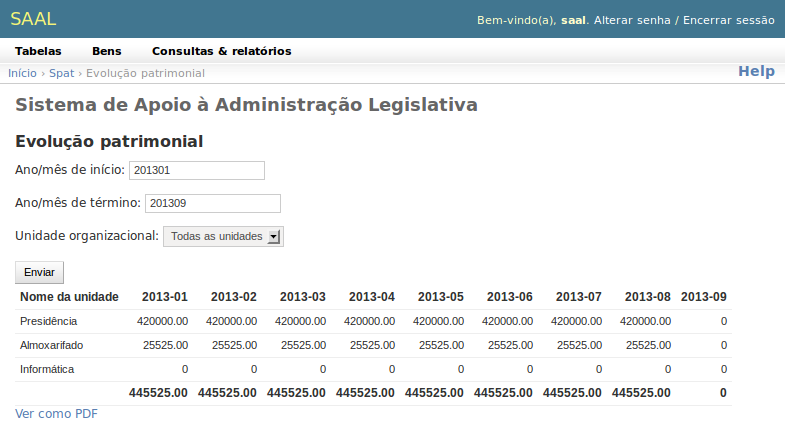 SAAL
Bem-vindo(a), saal. Alterar senha / Encerrar sessão
Tabelas Bens Consultas & relatórios
Início › Spat › Evolução patrimonial Help
Sistema de Apoio à Administração Legislativa
Evolução patrimonial
Ano/mês de início: 201301
Ano/mês de término: 201309
Unidade organizacional: Todas as unidades
Enviar
Nome da unidade 2013-01 2013-02 2013-03 2013-04 2013-05 2013-06 2013-07 2013-08 2013-09
Presidência 420000.00 420000.00 420000.00 420000.00 420000.00 420000.00 420000.00 420000.00 0
Almoxarifado 25525.00 25525.00 25525.00 25525.00 25525.00 25525.00 25525.00 25525.00 0
Informática 0 0 0 0 0 0 0 0 0
445525.00 445525.00 445525.00 445525.00 445525.00 445525.00 445525.00 445525.00 0
Ver como PDF